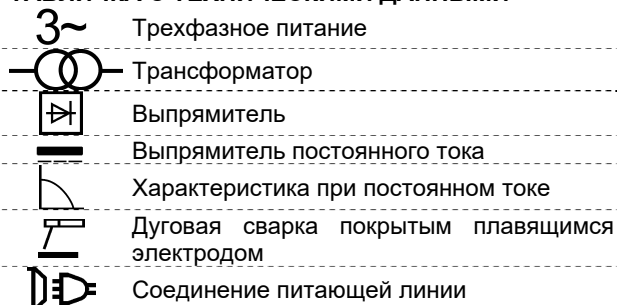 3~ Трехфазное питание
Трансформатор
Выпрямитель
Выпрямитель постоянного тока
Характеристика при постоянном токе
Дуговая сварка покрытым плавящимся
электродом
Соединение питающей линии